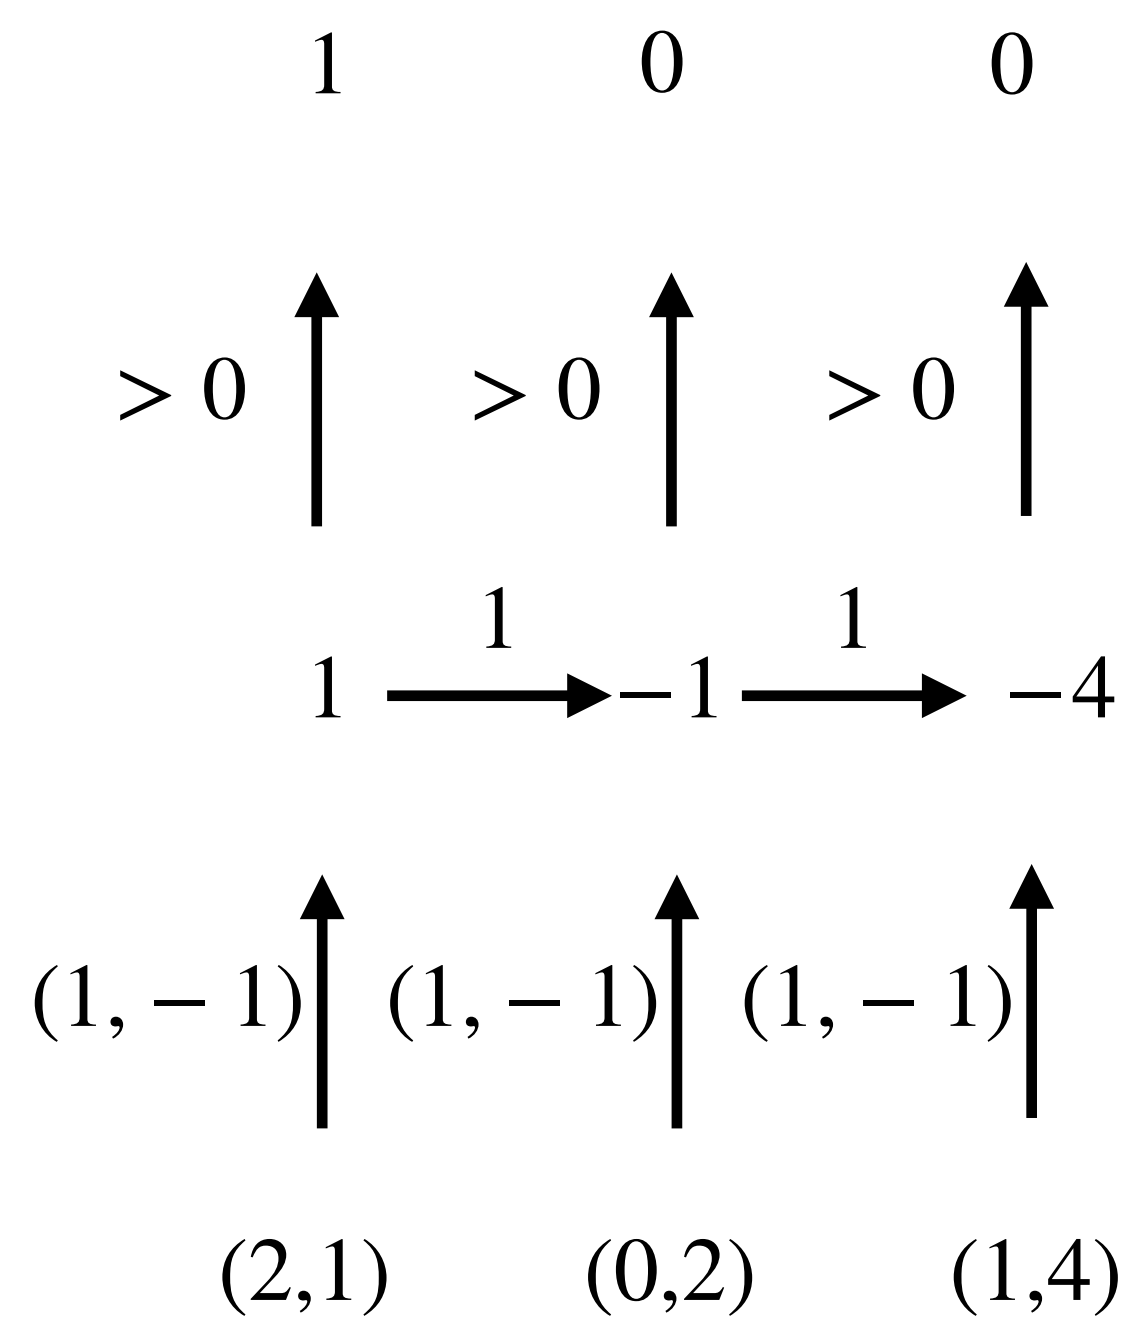 1 0 0
> 0 > 0 > 0
1 1
1 −1 −4
(1, − 1) (1, − 1) (1, − 1)
(2,1) (0,2) (1,4)